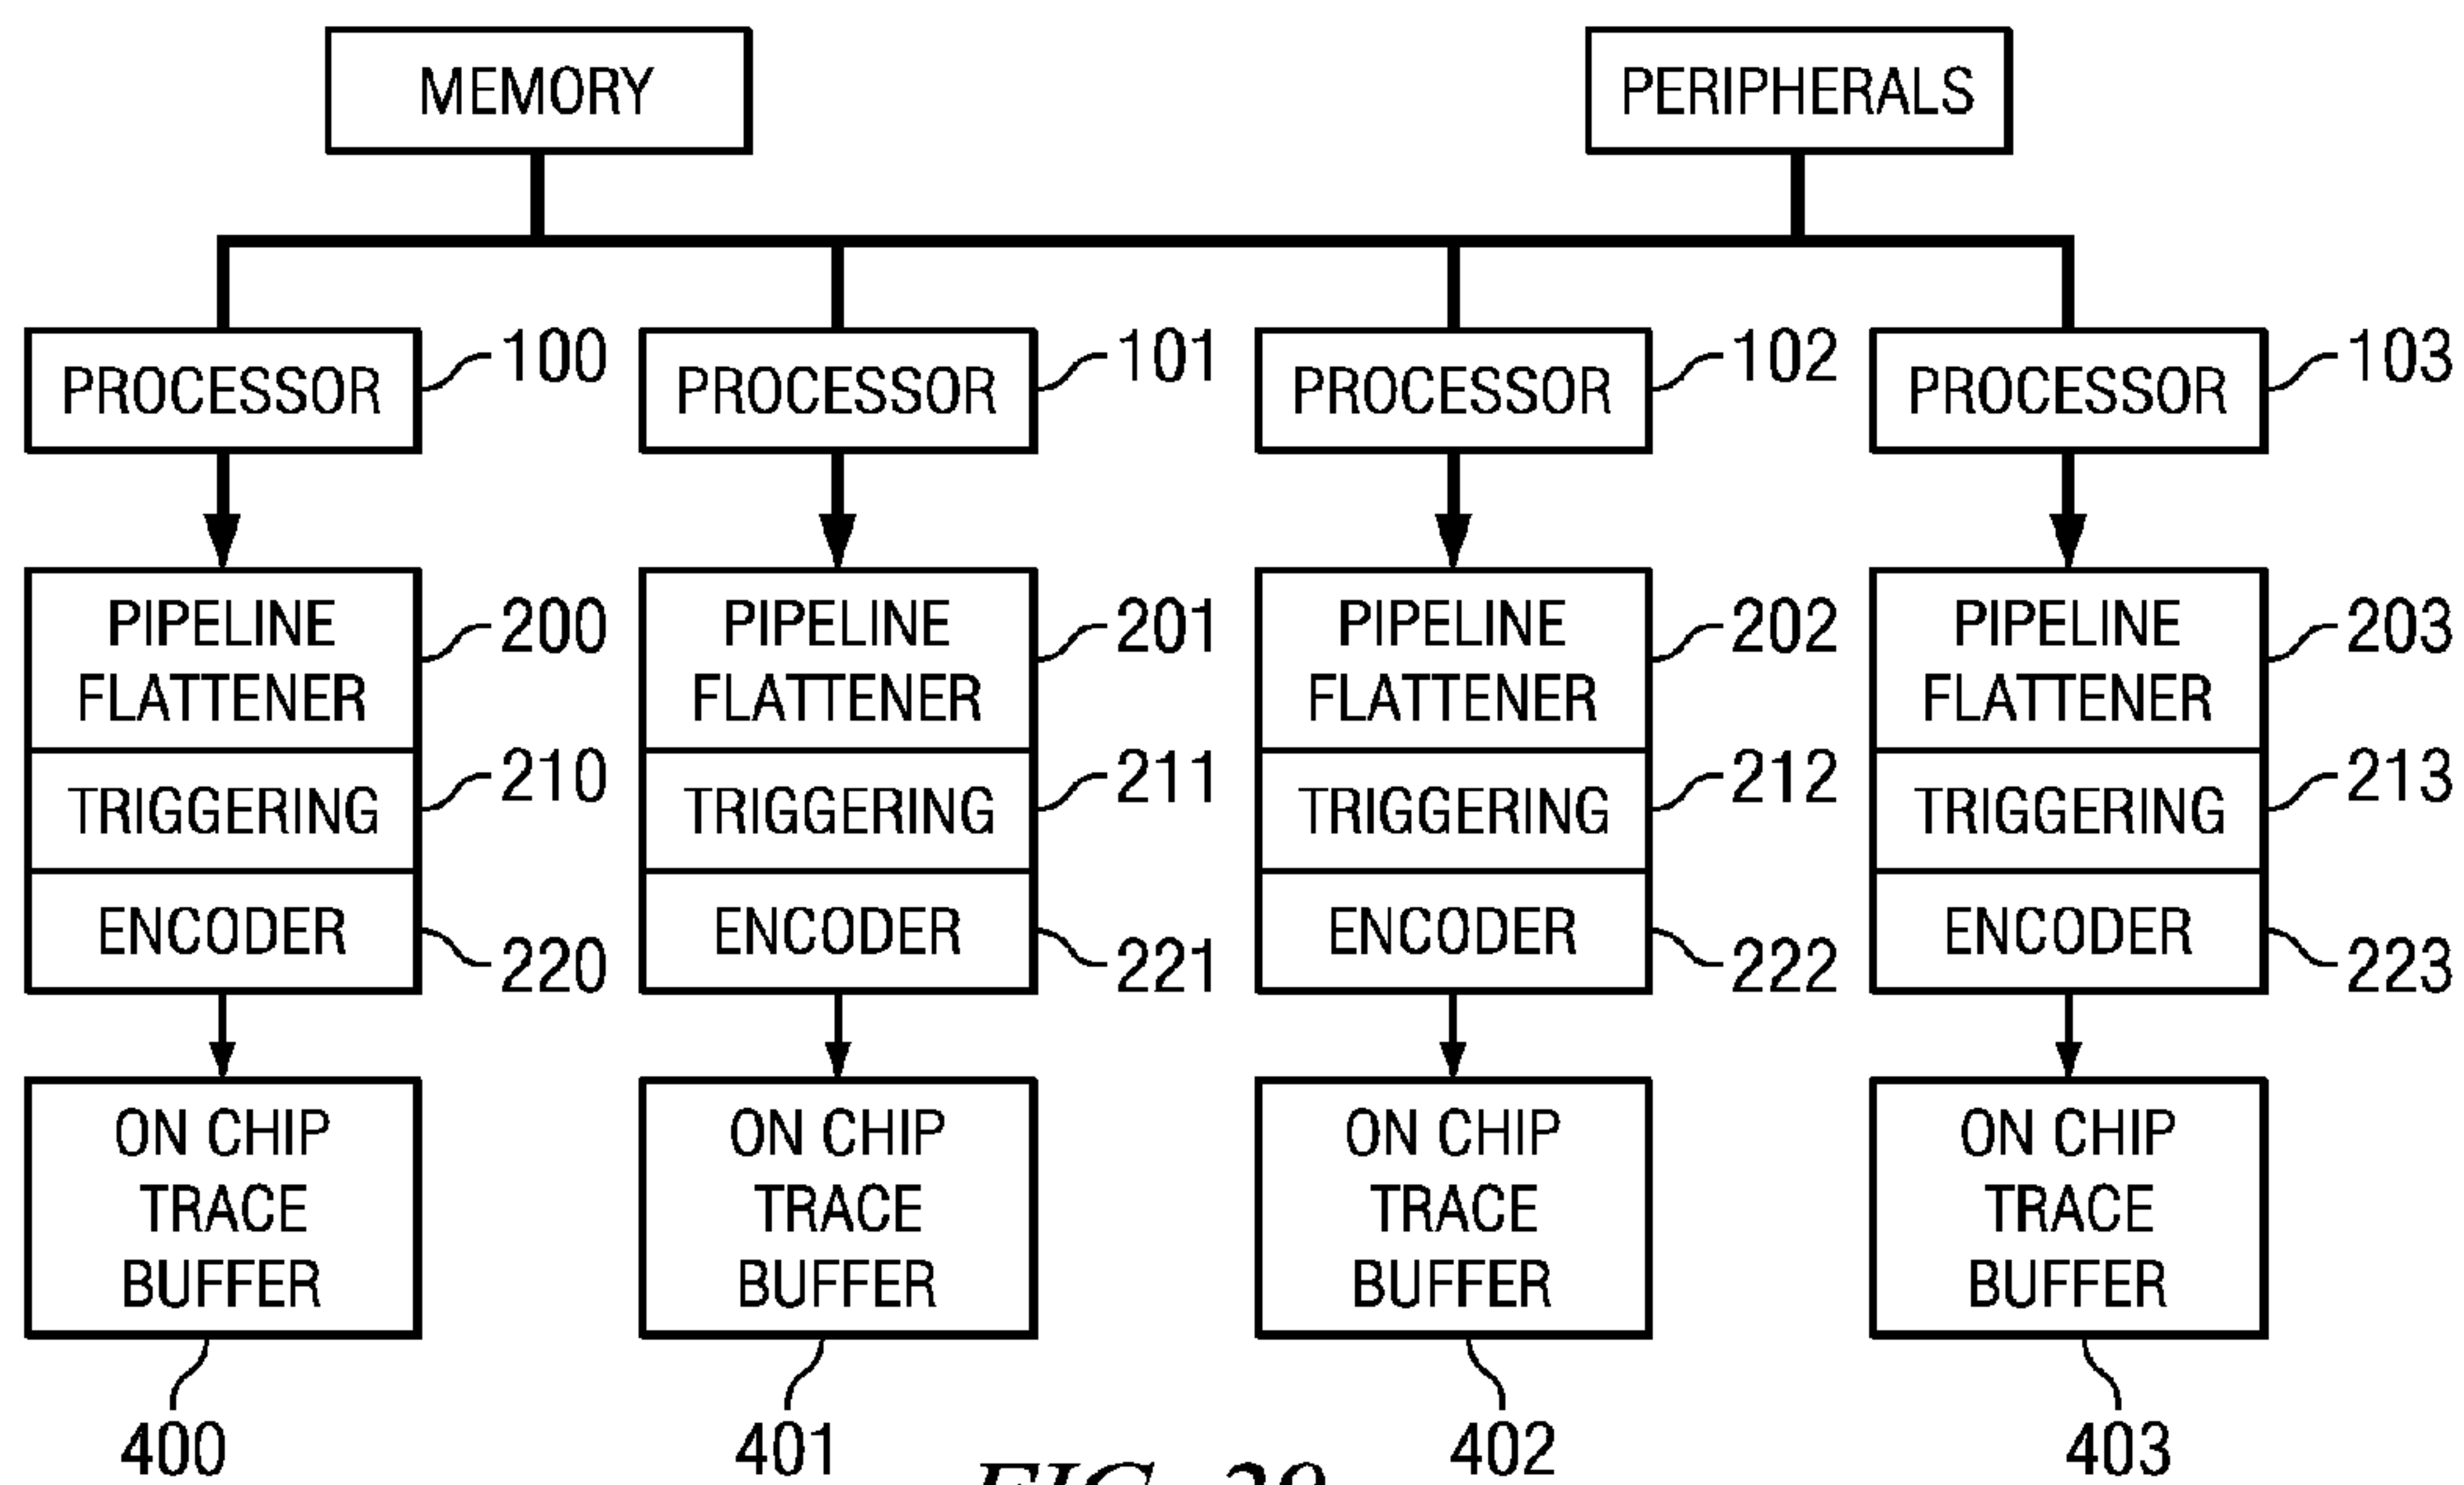 MEMORY
PERIPHERALS
PROCESSOR
100
PROCESSOR
101
PROCESSOR
102
PROCESSOR
103
PIPELINE
FLATTENER
200
PIPELINE
FLATTENER
201
PIPELINE
FLATTENER
202
PIPELINE
FLATTENER
203
TRIGGERING
210
TRIGGERING
211
TRIGGERING
212
TRIGGERING
213
ENCODER
220
ENCODER
221
ENCODER
222
ENCODER
223
ON CHIP
TRACE
BUFFER
400
ON CHIP
TRACE
BUFFER
401
ON CHIP
TRACE
BUFFER
402
ON CHIP
TRACE
BUFFER
403
FIG.